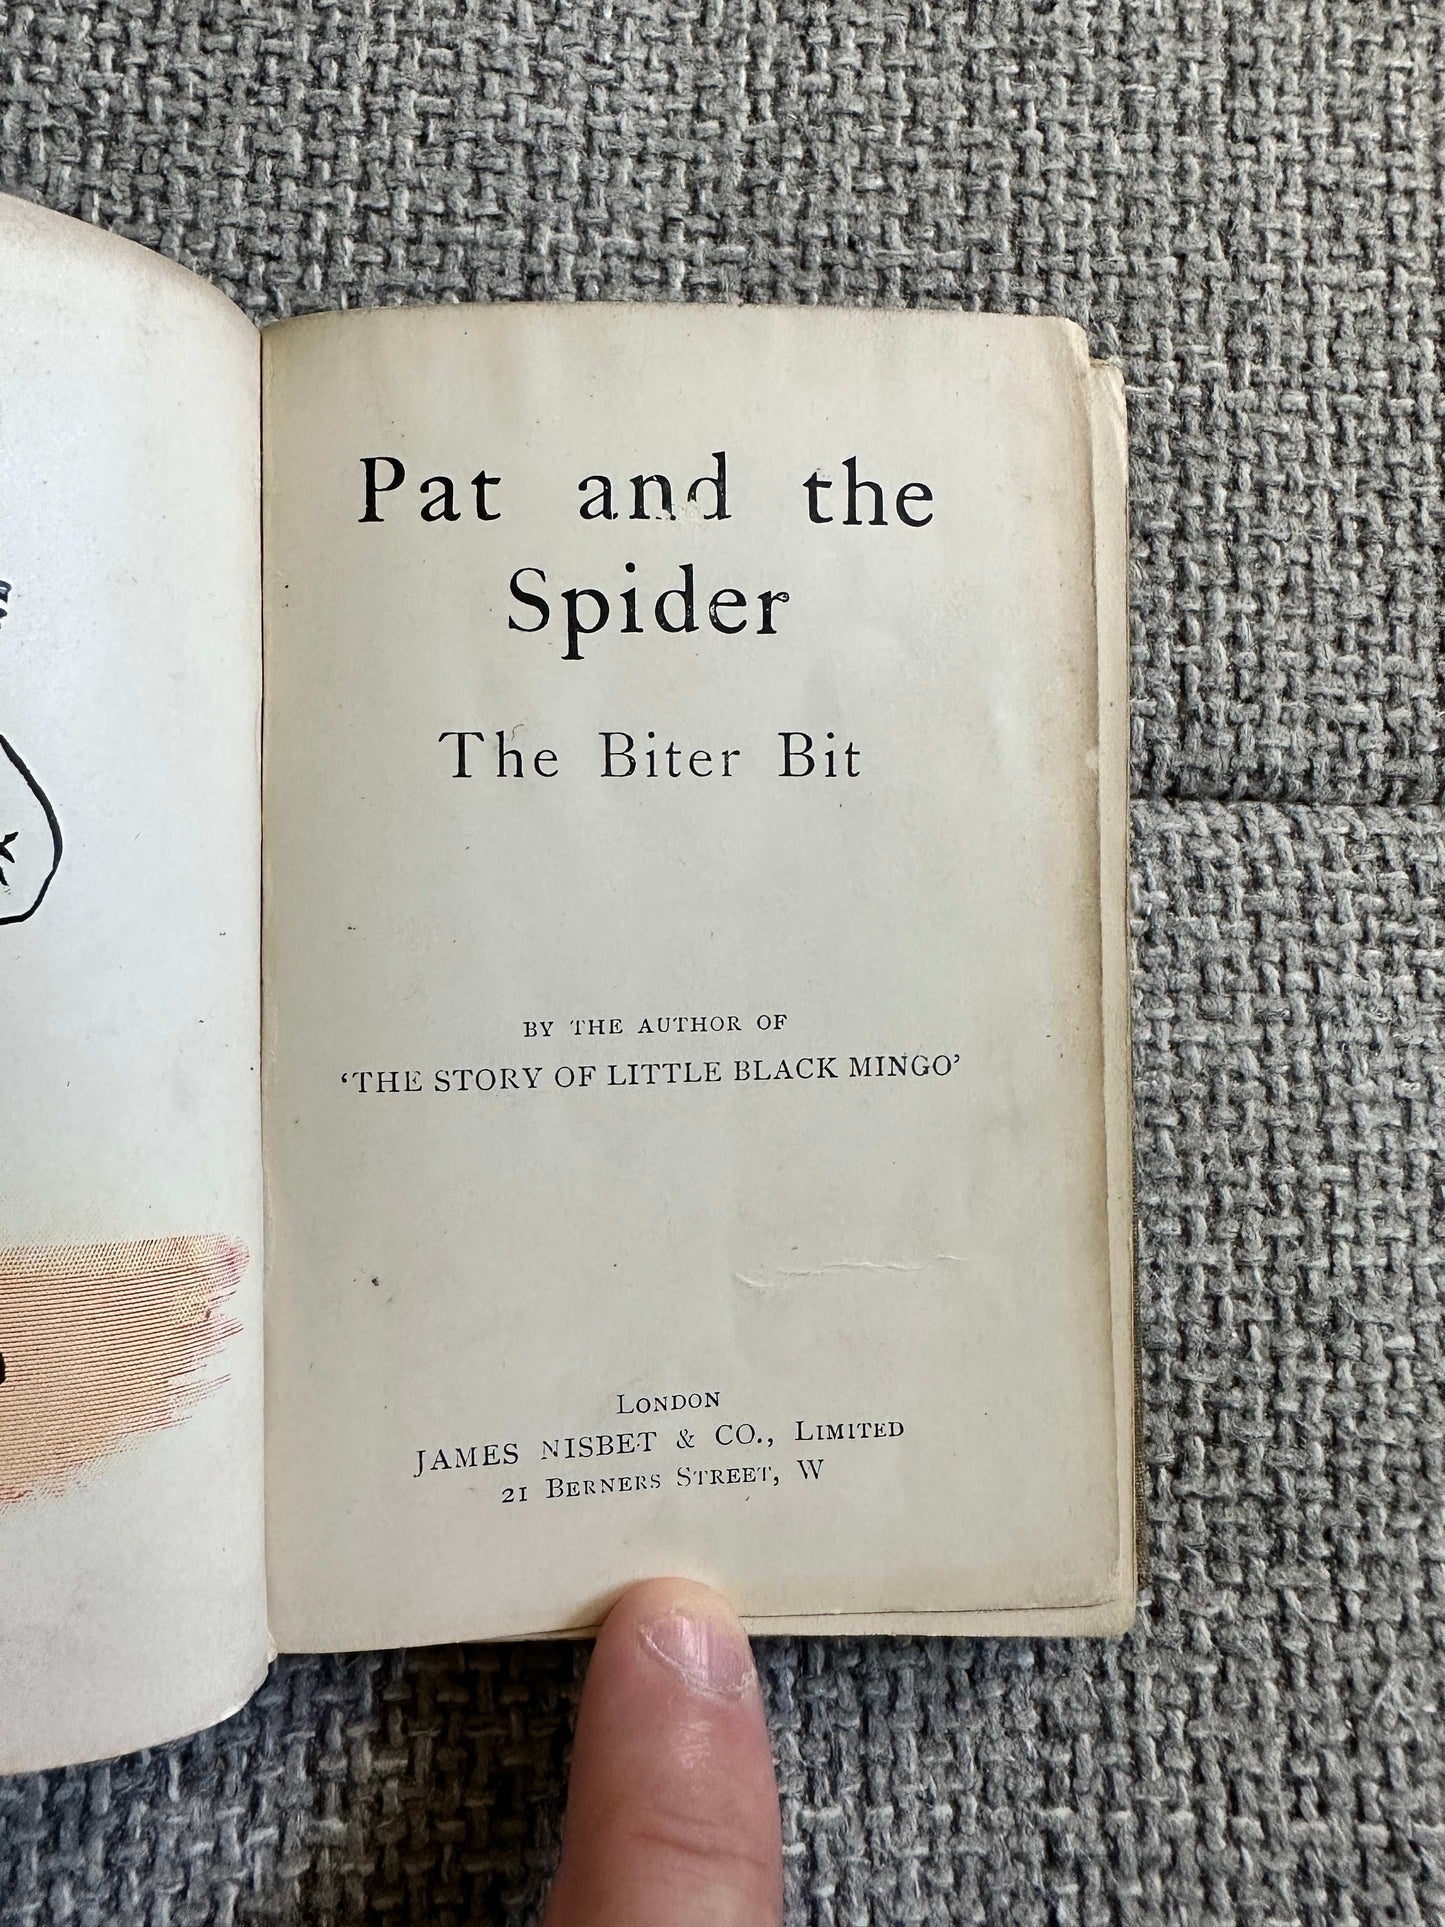 Pat and the
Spider
The Biter Bit
BY THE AUTHOR OF
‘THE STORY OF LITTLE BLACK MINGO’
LONDON
JAMES NISBET & CO., LIMITED
21 BERNERS STREET, W